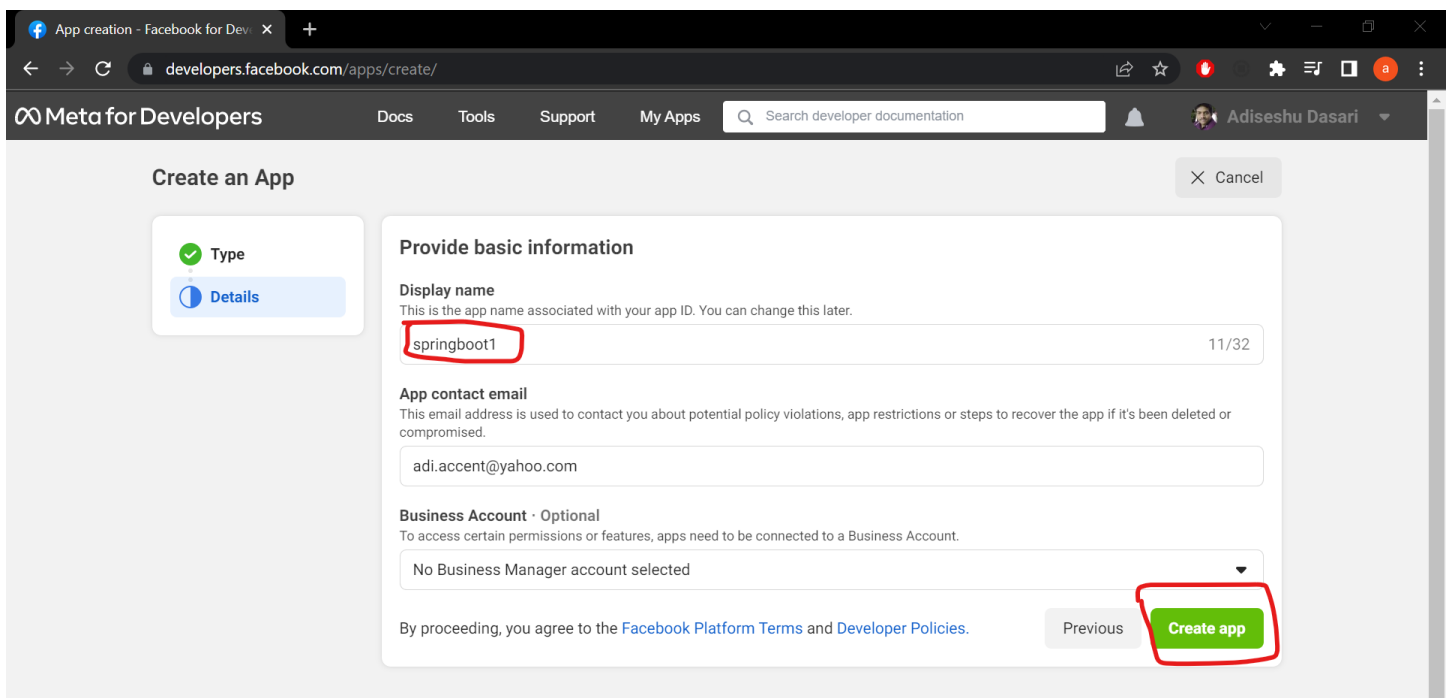 App creation - Facebook for Deve
developers.facebook.com/apps/create/
a
Meta for Developers
Docs
Tools
Support
My Apps
Search developer documentation
Adiseshu Dasari
Create an App
Cancel
Type
Details
Provide basic information
Display name
This is the app name associated with your app ID. You can change this later.
springboot1
11/32
App contact email
This email address is used to contact you about potential policy violations, app restrictions or steps to recover the app if it's been deleted or
compromised.
adi.accent@yahoo.com
Business Account · Optional
To access certain permissions or features, apps need to be connected to a Business Account.
No Business Manager account selected
By proceeding, you agree to the Facebook Platform Terms and Developer Policies.
Previous
Create app